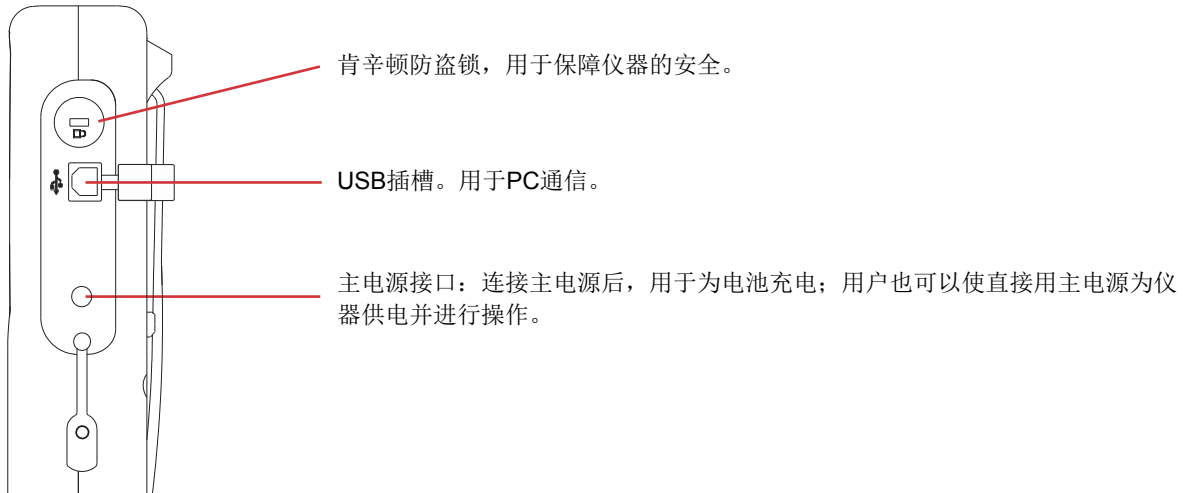 肯辛顿防盗锁，用于保障仪器的安全。
USB插槽。用于PC通信。
主电源接口：连接主电源后，用于为电池充电；用户也可以使直接用主电源为仪
器供电并进行操作。